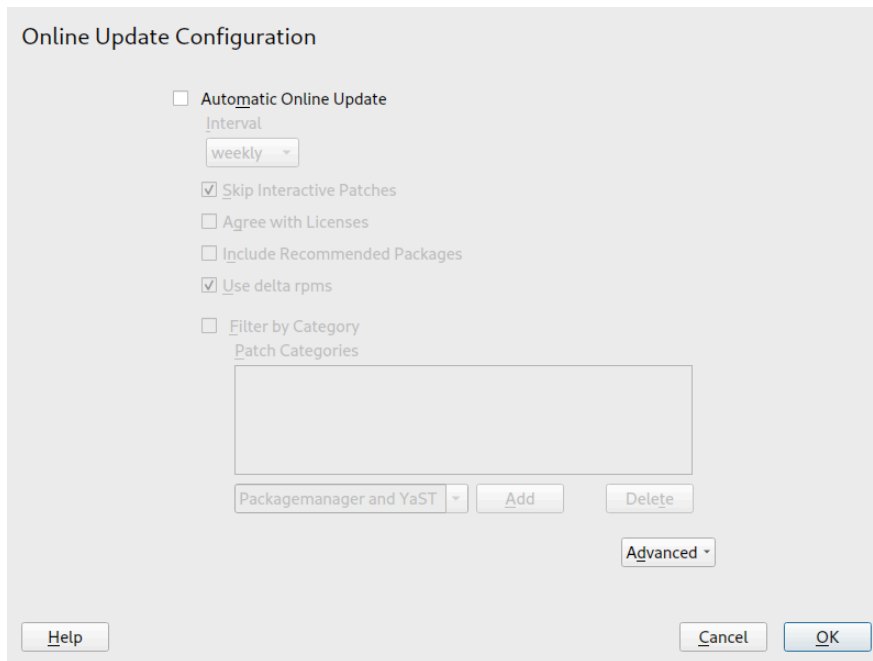 Online Update Configuration
Automatic Online Update
Interval
weekly
Skip Interactive Patches
Agree with Licenses
Include Recommended Packages
Use delta rpms
Filter by Category
Patch Categories
Packagemanager and YaST Add Delete
Advanced
Help Cancel OK